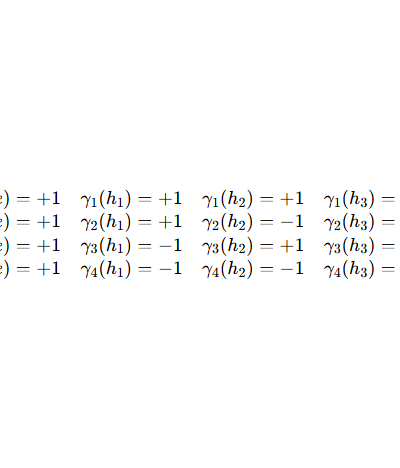 ) = +1 γ₁(h₁) = +1 γ₁(h₂) = +1 γ₁(h₃) =
) = +1 γ₂(h₁) = +1 γ₂(h₂) = −1 γ₂(h₃) =
) = +1 γ₃(h₁) = −1 γ₃(h₂) = +1 γ₃(h₃) =
) = +1 γ₄(h₁) = −1 γ₄(h₂) = −1 γ₄(h₃) =